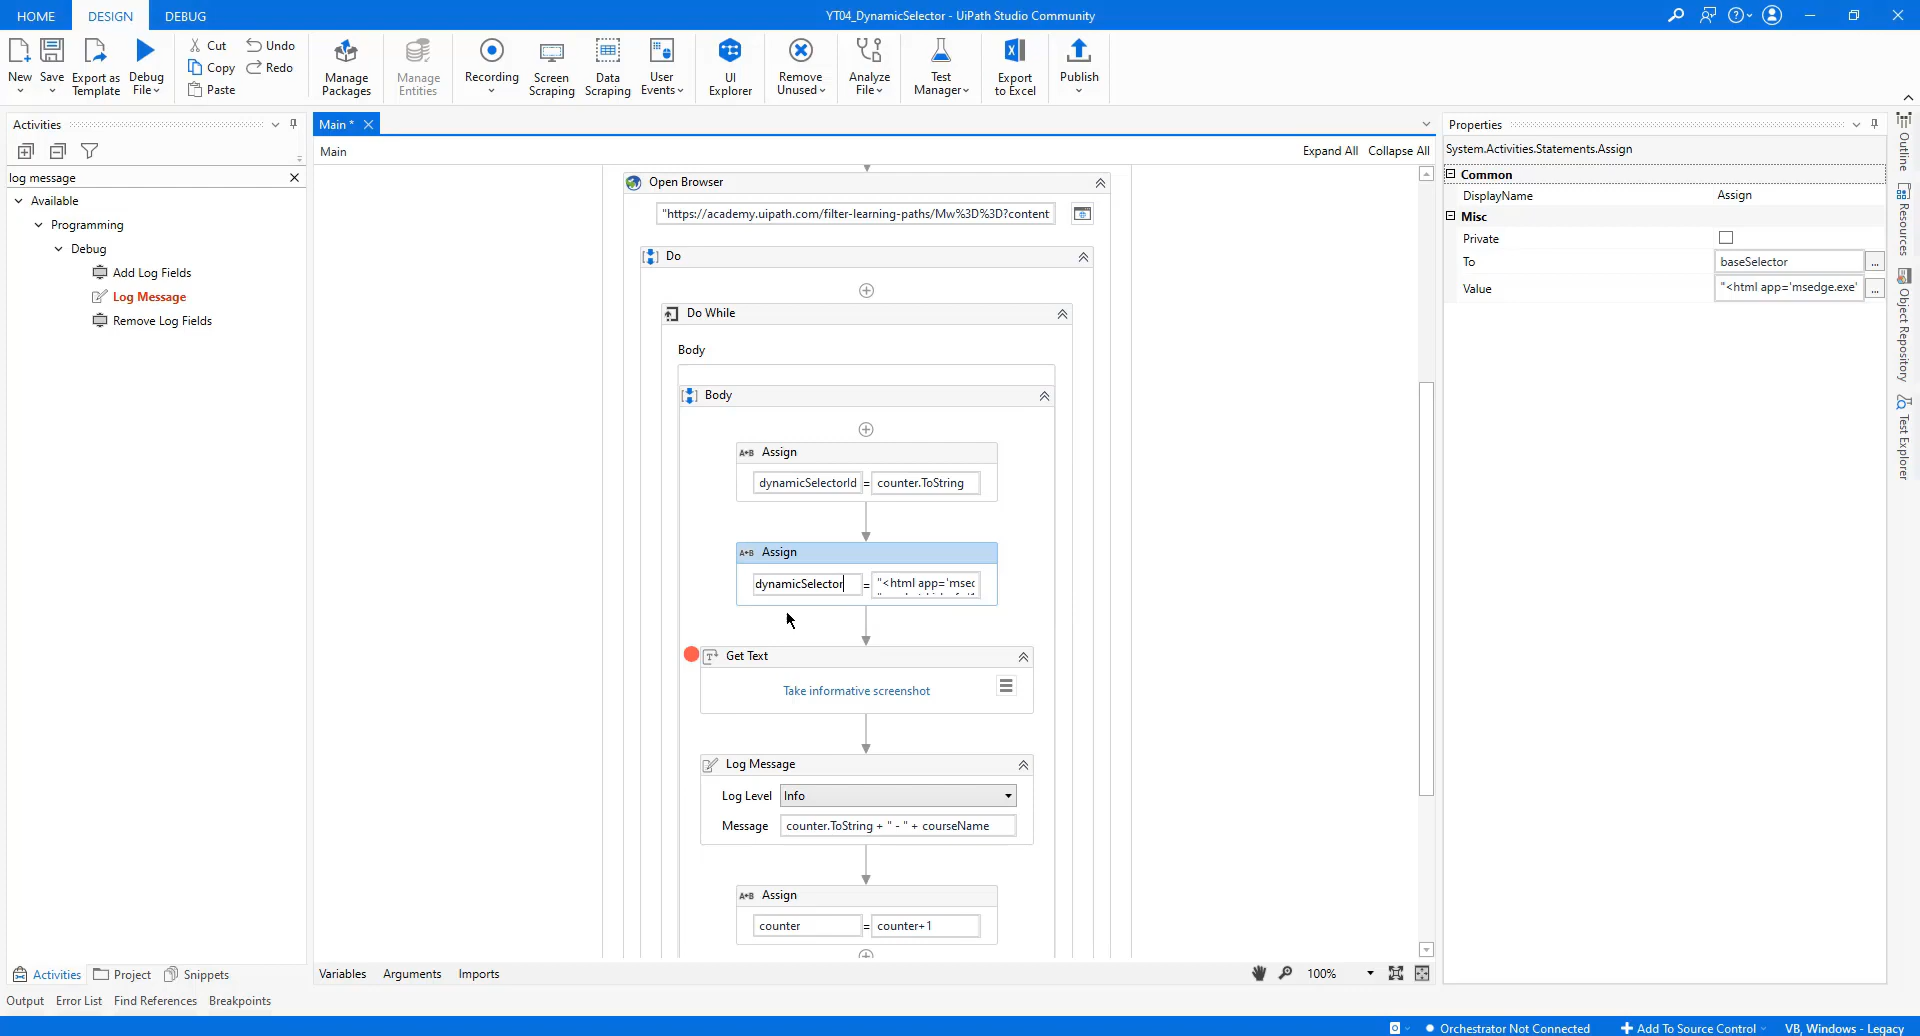 HOME
DESIGN
DEBUG
YT04_DynamicSelector - UiPath Studio Community
New
Save
Export as Template
Debug File
Cut
Copy
Paste
Undo
Redo
Manage Packages
Manage Entities
Recording
Screen Scraping
Data Scraping
User Events
UI Explorer
Remove Unused
Analyze File
Test Manager
Export to Excel
Publish
Activities
log message
Available
Programming
Debug
Add Log Fields
Log Message
Remove Log Fields
Main *
Main
Expand All
Collapse All
Open Browser
"https://academy.uipath.com/filter-learning-paths/Mw%3D%3D?content
Do
Do While
Body
Body
A+B Assign
dynamicSelectorId = counter.ToString
A+B Assign
dynamicSelector = "<html app='msec
Get Text
Take informative screenshot
Log Message
Log Level Info
Message counter.ToString + " - " + courseName
A+B Assign
counter = counter+1
Properties
System.Activities.Statements.Assign
Common
DisplayName Assign
Misc
Private
To baseSelector ...
Value "<html app='msedge.exe' ...
Outline
Resources
Object Repository
Test Explorer
Activities
Project
Snippets
Variables
Arguments
Imports
100%
Output
Error List
Find References
Breakpoints
Orchestrator Not Connected
Add To Source Control
VB, Windows - Legacy